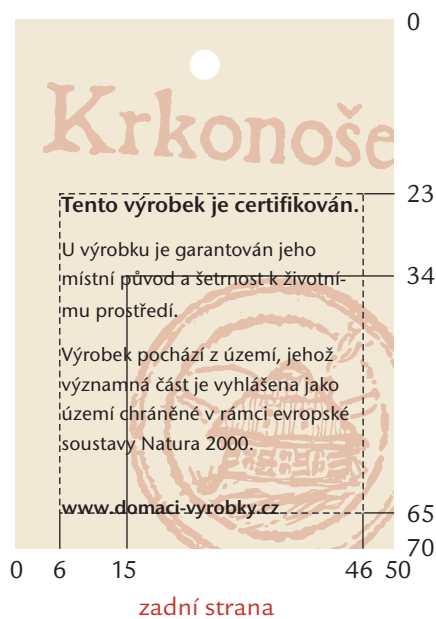 0
Krkonoše
23
Tento výrobek je certifikován.
U výrobku je garantován jeho
místní původ a šetrnost k životní-
34
mu prostředí.
Výrobek pochází z území, jehož
významná část je vyhlášena jako
území chráněné v rámci evropské
soustavy Natura 2000.
www.domaci-vyrobky.cz
65
70
0 6 15 46 50
zadní strana